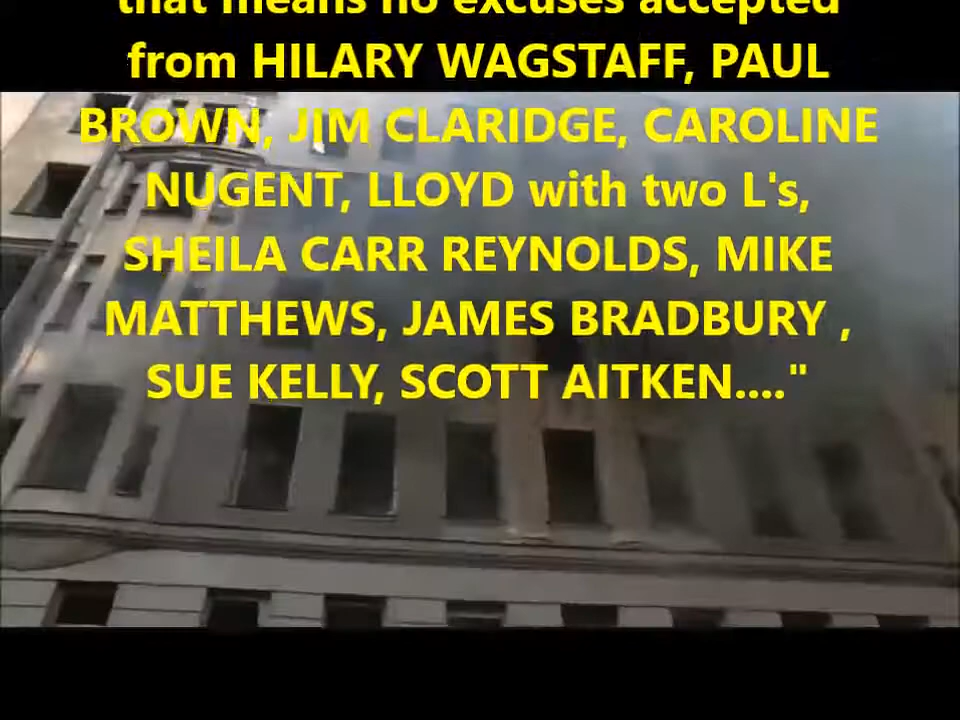 that means no excuses accepted
from HILARY WAGSTAFF, PAUL
BROWN, JIM CLARIDGE, CAROLINE
NUGENT, LLOYD with two L's,
SHEILA CARR REYNOLDS, MIKE
MATTHEWS, JAMES BRADBURY ,
SUE KELLY, SCOTT AITKEN...."